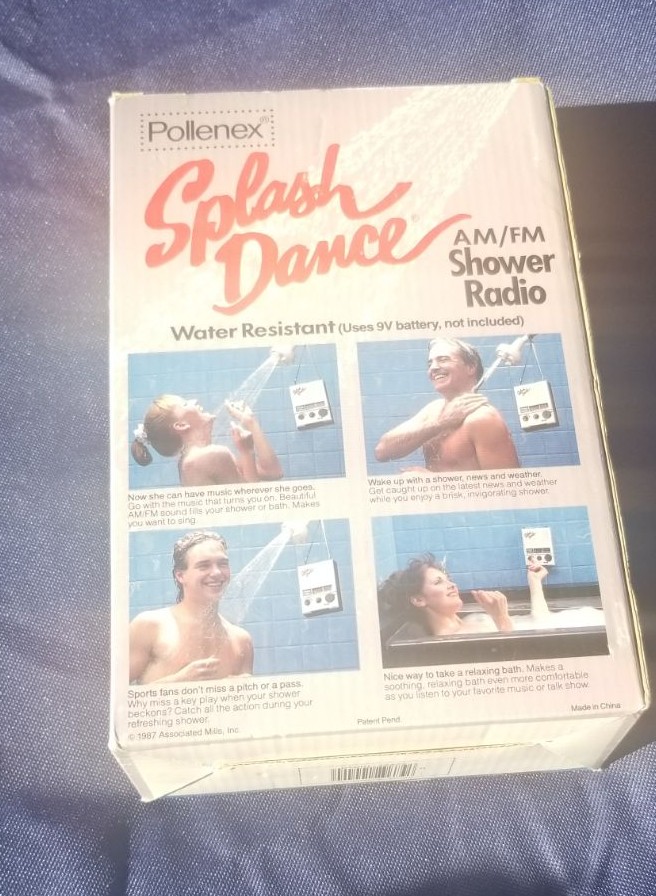 Pollenex®
Splash
Dance®
AM/FM
Shower
Radio
Water Resistant (Uses 9V battery, not included)
Now she can have music wherever she goes.
Go with the music that turns you on. Beautiful
AM/FM sound fills your shower or bath. Makes
you want to sing.
Wake up with a shower, news and weather.
Get caught up on the latest news and weather
while you enjoy a brisk, invigorating shower.
Sports fans don't miss a pitch or a pass.
Why miss a key play when your shower
beckons? Catch all the action during your
refreshing shower.
Nice way to take a relaxing bath. Makes a
soothing, relaxing bath even more comfortable
as you listen to your favorite music or talk show.
© 1987 Associated Mills, Inc.
Patent Pend.
Made in China